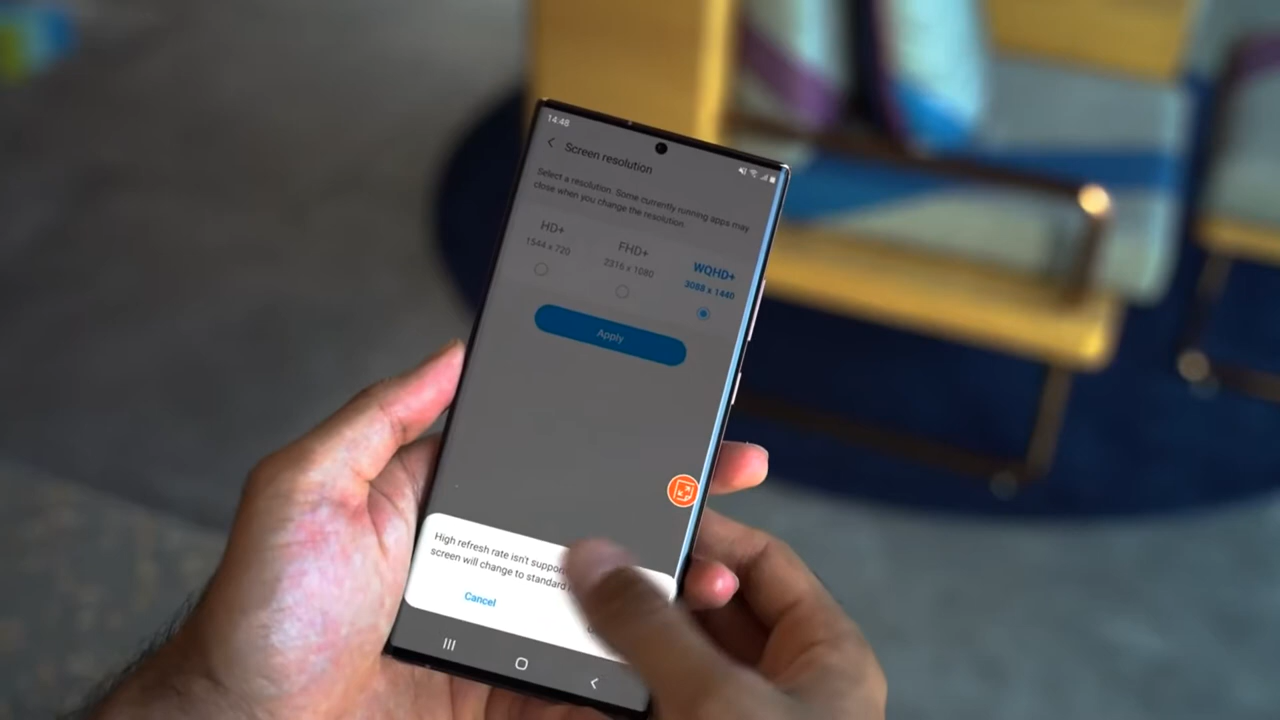 14:48
Screen resolution
Select a resolution. Some currently running apps may
close when you change the resolution.
HD+
1544 x 720
FHD+
2316 x 1080
WQHD+
3088 x 1440
Apply
High refresh rate isn't
screen will change to standard
Cancel